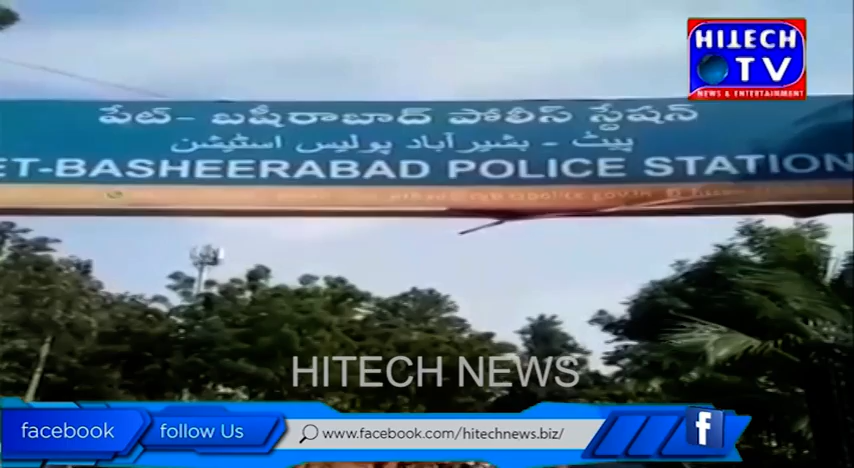 HITECH
TV
NEWS & ENTERTAINMENT
పేట్- బషీరాబాద్ పోలీస్ స్టేషన్
پیٹ - بشیرآباد پولیس اسٹیشن
ET-BASHEERABAD POLICE STATION
HITECH NEWS
facebook
follow Us
www.facebook.com/hitechnews.biz/
f